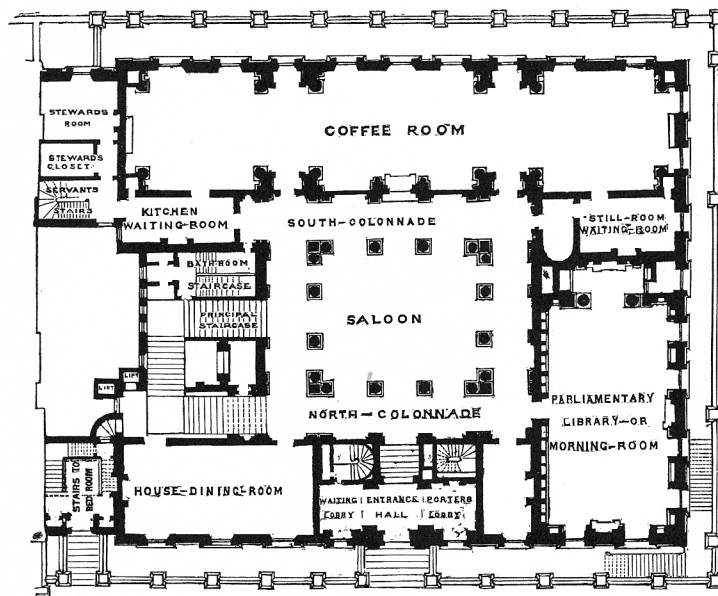 STEWARDS
ROOM
COFFEE ROOM
STEWARDS
CLOSET
SERVANTS
STAIRS
KITCHEN
WAITING-ROOM
SOUTH-COLONNADE
STILL-ROOM
WAITING-ROOM
BATH-ROOM
STAIRCASE
PRINCIPAL
STAIRCASE
SALOON
LIFT
LIFT
NORTH-COLONNADE
PARLIAMENTARY
LIBRARY-OR
MORNING-ROOM
STAIRS TO
BED ROOM
HOUSE-DINING-ROOM
WAITING
LOBBY
ENTRANCE
HALL
PORTERS
LOBBY